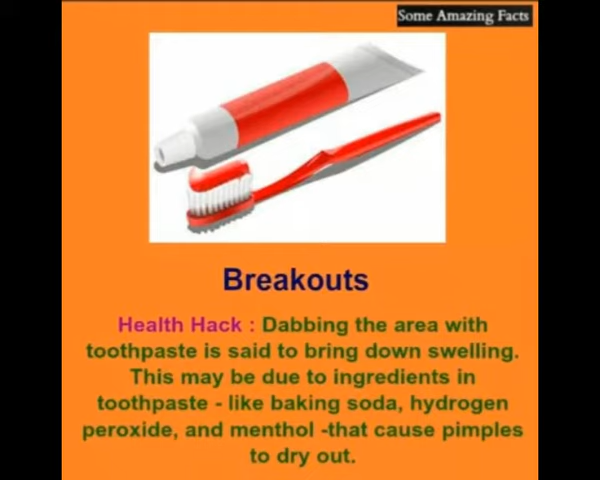 Some Amazing Facts
Breakouts
Health Hack : Dabbing the area with
toothpaste is said to bring down swelling.
This may be due to ingredients in
toothpaste - like baking soda, hydrogen
peroxide, and menthol -that cause pimples
to dry out.